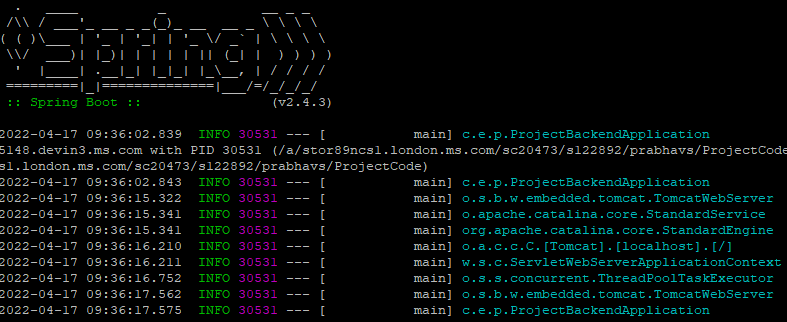 .   ____          _            __ _ _
 /\\ / ___'_ __ _ _(_)_ __  __ _ \ \ \ \
( ( )\___ | '_ | '_| | '_ \/ _` | \ \ \ \
 \\/  ___)| |_)| | | | | || (_| |  ) ) ) )
  '  |____| .__|_| |_|_| |_\__, | / / / /
 =========|_|==============|___/=/_/_/_/
 :: Spring Boot ::                (v2.4.3)
2022-04-17 09:36:02.839  INFO 30531 --- [           main] c.e.p.ProjectBackendApplication
5148.devin3.ms.com with PID 30531 (/a/stor89ncs1.london.ms.com/sc20473/s122892/prabhavs/ProjectCode
s1.london.ms.com/sc20473/s122892/prabhavs/ProjectCode)
2022-04-17 09:36:02.843  INFO 30531 --- [           main] c.e.p.ProjectBackendApplication
2022-04-17 09:36:15.322  INFO 30531 --- [           main] o.s.b.w.embedded.tomcat.TomcatWebServer
2022-04-17 09:36:15.341  INFO 30531 --- [           main] o.apache.catalina.core.StandardService
2022-04-17 09:36:15.341  INFO 30531 --- [           main] org.apache.catalina.core.StandardEngine
2022-04-17 09:36:16.210  INFO 30531 --- [           main] o.a.c.c.C.[Tomcat].[localhost].[/]
2022-04-17 09:36:16.211  INFO 30531 --- [           main] w.s.c.ServletWebServerApplicationContext
2022-04-17 09:36:16.752  INFO 30531 --- [           main] o.s.s.concurrent.ThreadPoolTaskExecutor
2022-04-17 09:36:17.562  INFO 30531 --- [           main] o.s.b.w.embedded.tomcat.TomcatWebServer
2022-04-17 09:36:17.575  INFO 30531 --- [           main] c.e.p.ProjectBackendApplication